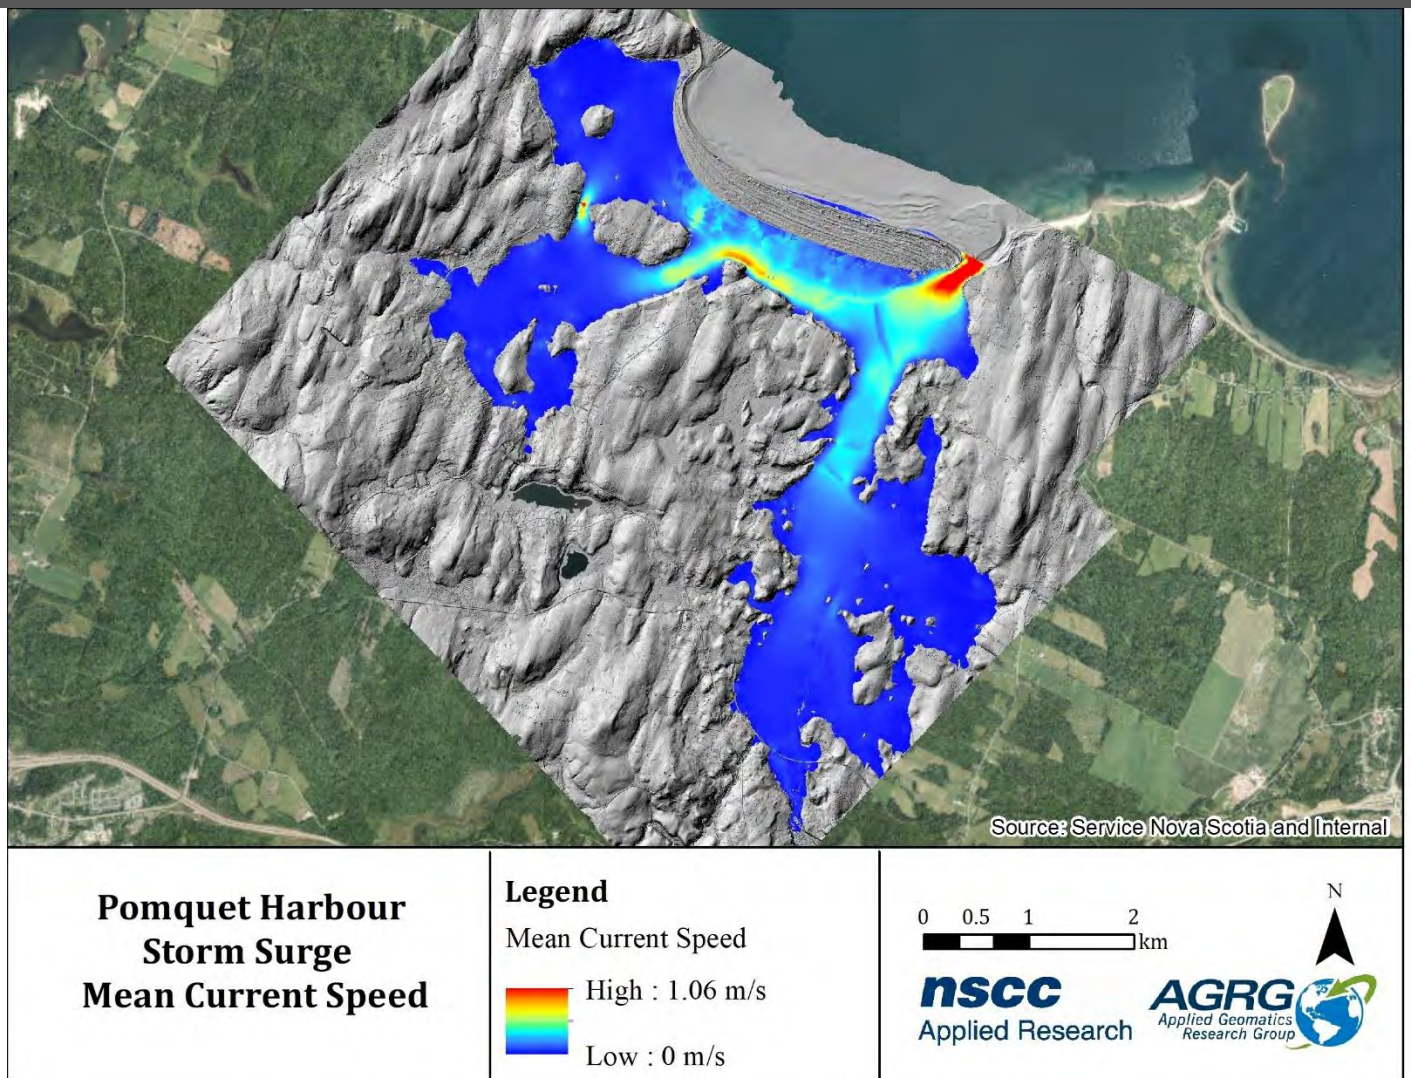 Source: Service Nova Scotia and Internal
Pomquet Harbour
Storm Surge
Mean Current Speed
Legend
Mean Current Speed
High : 1.06 m/s
Low : 0 m/s
0 0.5 1 2
km
N
nscc
Applied Research
AGRG
Applied Geomatics
Research Group